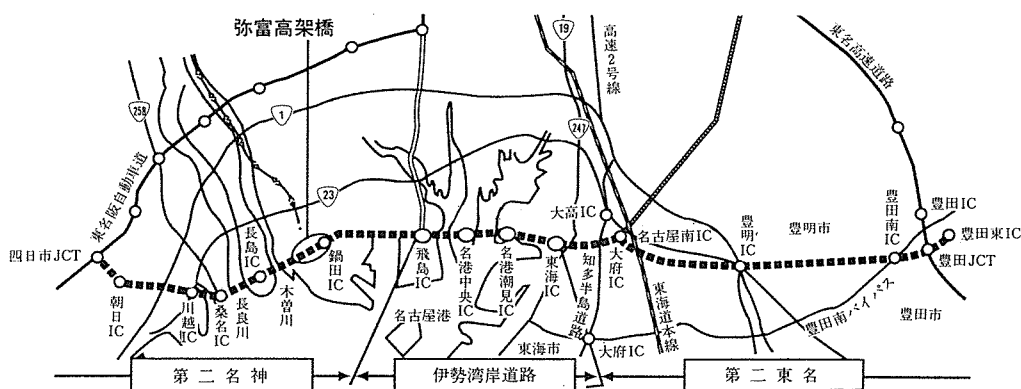 弥富高架橋
19
高速2号線
東名高速道路
258
1
247
東名阪自動車道
23
四日市JCT
朝日IC
川越IC
桑名IC
長島IC
長良川
木曽川
鍋田IC
飛島IC
名港中央IC
名港潮見IC
東海IC
知多半島道路
大高IC
名古屋南IC
大府IC
東海道本線
豊明IC
豊明市
豊田南IC
豊田IC
豊田東IC
豊田JCT
豊田南バイパス
豊田市
名古屋港
東海市
大府IC
第二名神
伊勢湾岸道路
第二東名